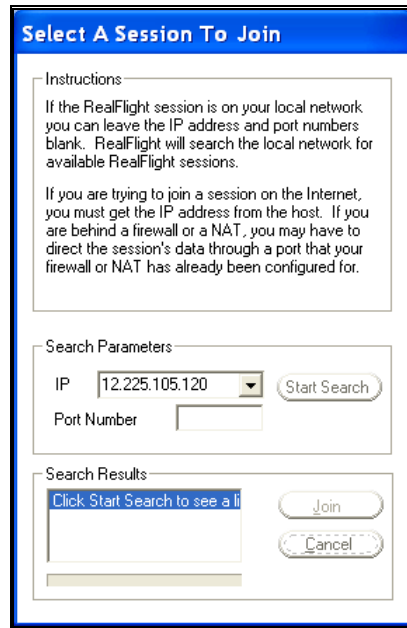 Select A Session To Join
Instructions
If the RealFlight session is on your local network
you can leave the IP address and port numbers
blank. RealFlight will search the local network for
available RealFlight sessions.
If you are trying to join a session on the Internet,
you must get the IP address from the host. If you
are behind a firewall or a NAT, you may have to
direct the session's data through a port that your
firewall or NAT has already been configured for.
Search Parameters
IP 12.225.105.120 Start Search
Port Number
Search Results
Click Start Search to see a li
Join
Cancel